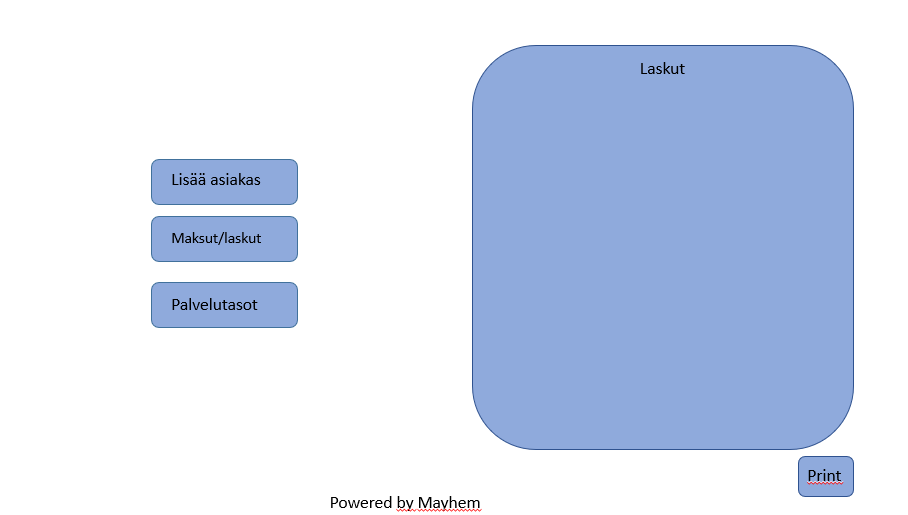 Laskut
Lisää asiakas
Maksut/laskut
Palvelutasot
Print
Powered by Mayhem